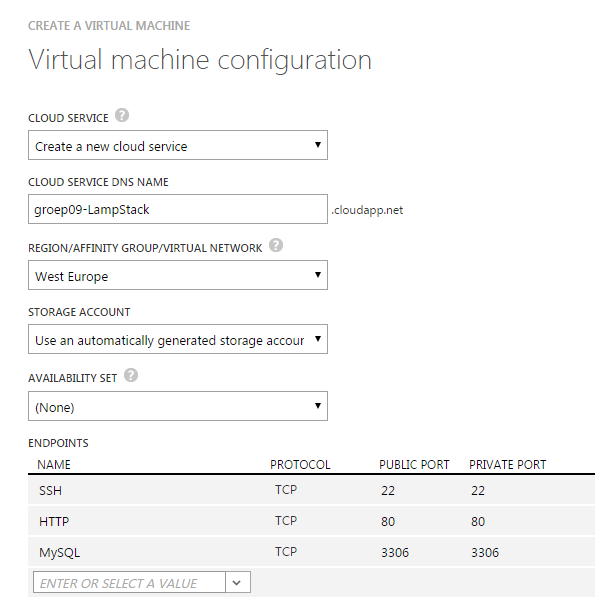 CREATE A VIRTUAL MACHINE
Virtual machine configuration
CLOUD SERVICE ?
Create a new cloud service
CLOUD SERVICE DNS NAME
groep09-LampStack .cloudapp.net
REGION/AFFINITY GROUP/VIRTUAL NETWORK ?
West Europe
STORAGE ACCOUNT
Use an automatically generated storage accour
AVAILABILITY SET ?
(None)
ENDPOINTS
NAME PROTOCOL PUBLIC PORT PRIVATE PORT
SSH TCP 22 22
HTTP TCP 80 80
MySQL TCP 3306 3306
ENTER OR SELECT A VALUE